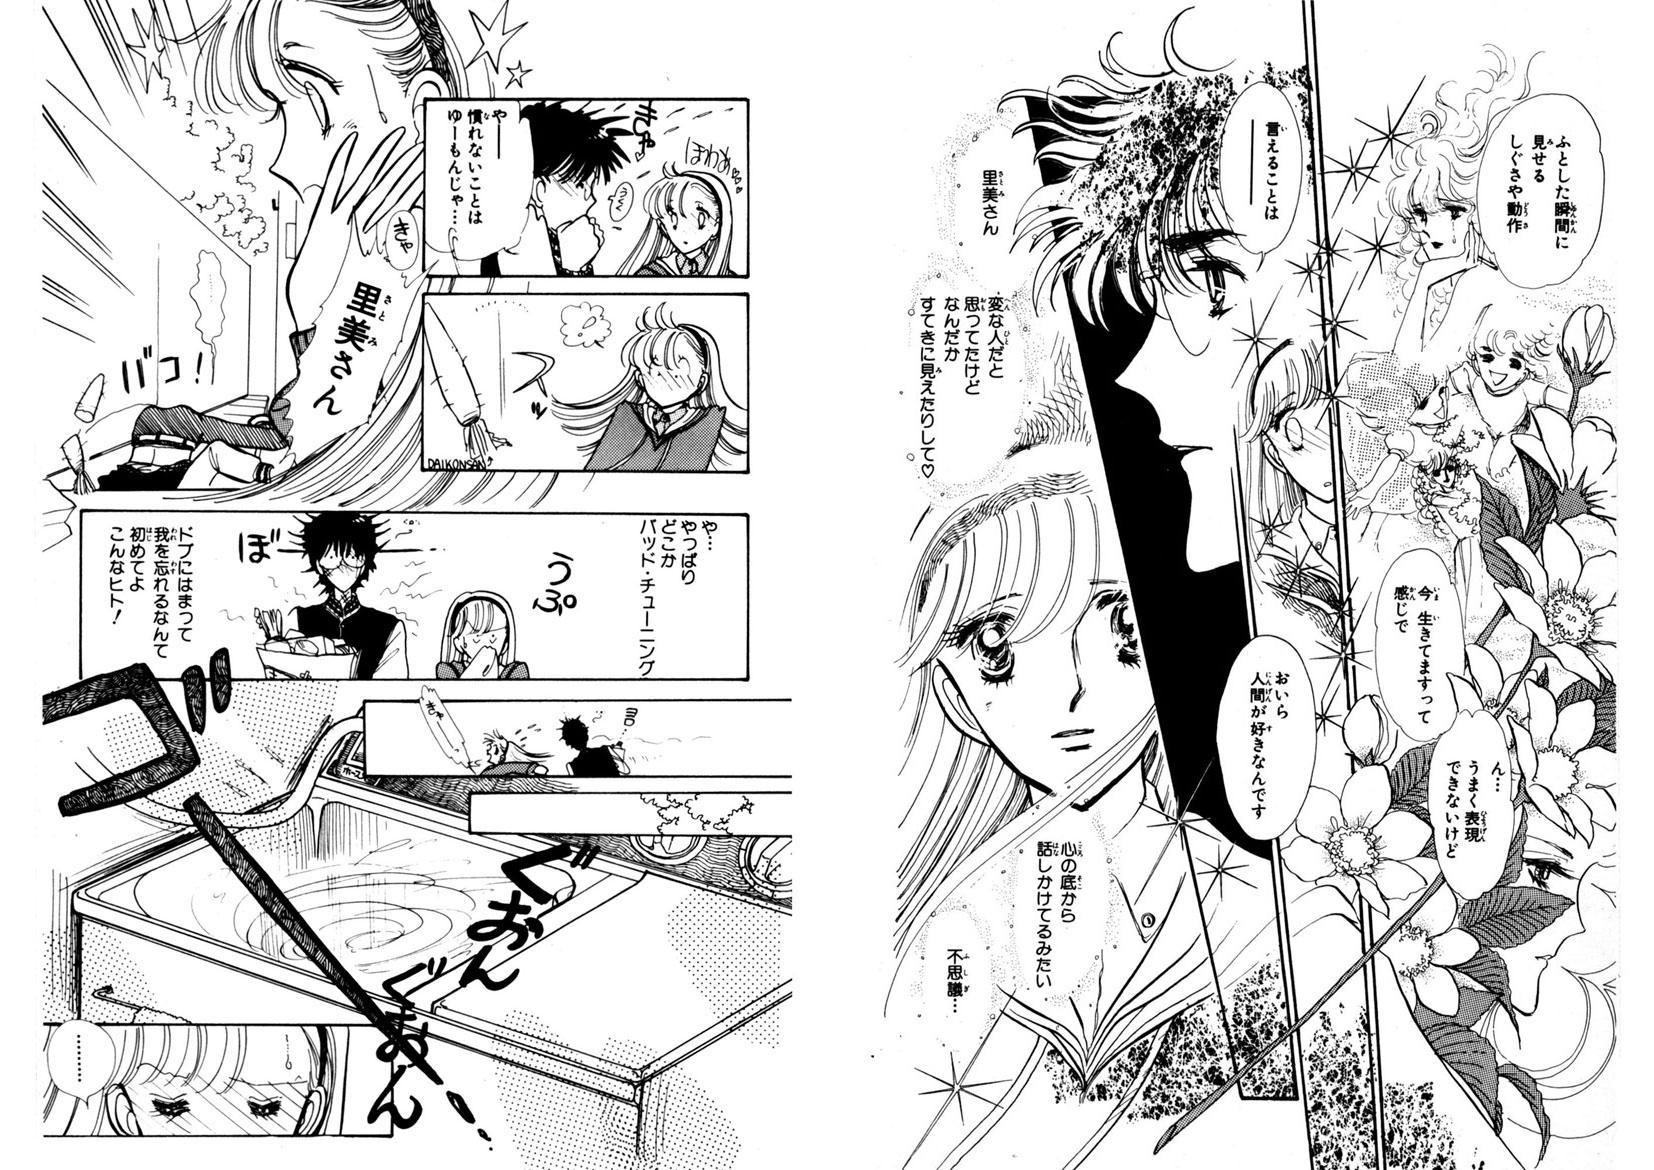 ふとした瞬間に
見せる
しぐさや動作
言えることは
──
今 生きてますって
感じで
ん…
うまく表現
できないけど
おいら
人間が好きなんです
里美さん
変な人だと
思ってたけど
なんだか
すてきに見えたりして♡
心の底から
話しかけてるみたい
不思議…
きゃ
ほわぁ
や──
慣れないことは
ゆーもんじゃ…
きゃ
里美さん
バコ!
DAIKONSAN
や…
やっぱり
どこか
バッド・チューニング
うぷ
ぼー
ドブにはまって
我を忘れるなんて
初めてよ
こんなヒト!
きゃ
ゴ
ぐおん
ぐおおん
………